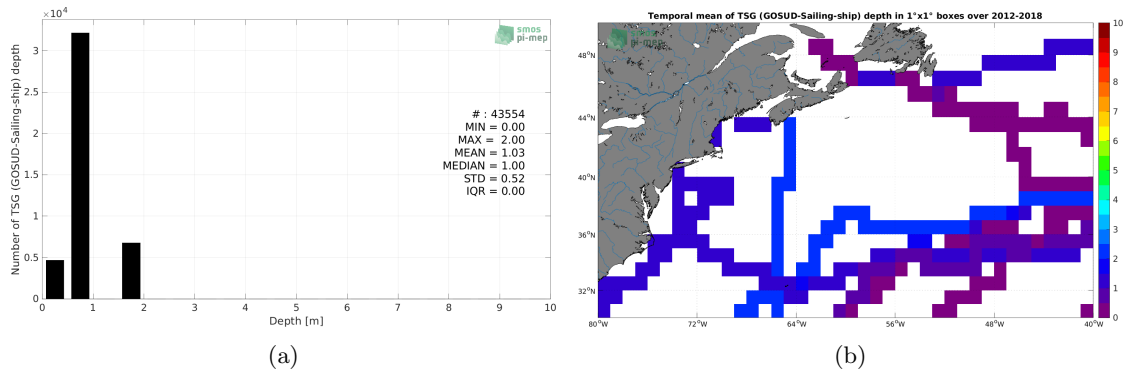 ×10⁴
3.5
3
2.5
2
1.5
1
0.5
0
Number of TSG (GOSUD-Sailing-ship) depth
smos
pi-mep
# : 43554
MIN = 0.00
MAX = 2.00
MEAN = 1.03
MEDIAN = 1.00
STD = 0.52
IQR = 0.00
0 1 2 3 4 5 6 7 8 9 10
Depth [m]
(a)
Temporal mean of TSG (GOSUD-Sailing-ship) depth in 1°x1° boxes over 2012-2018
smos
pi-mep
48°N
44°N
40°N
36°N
32°N
80°W 72°W 64°W 56°W 48°W 40°W
10
9
8
7
6
5
4
3
2
1
0
(b)